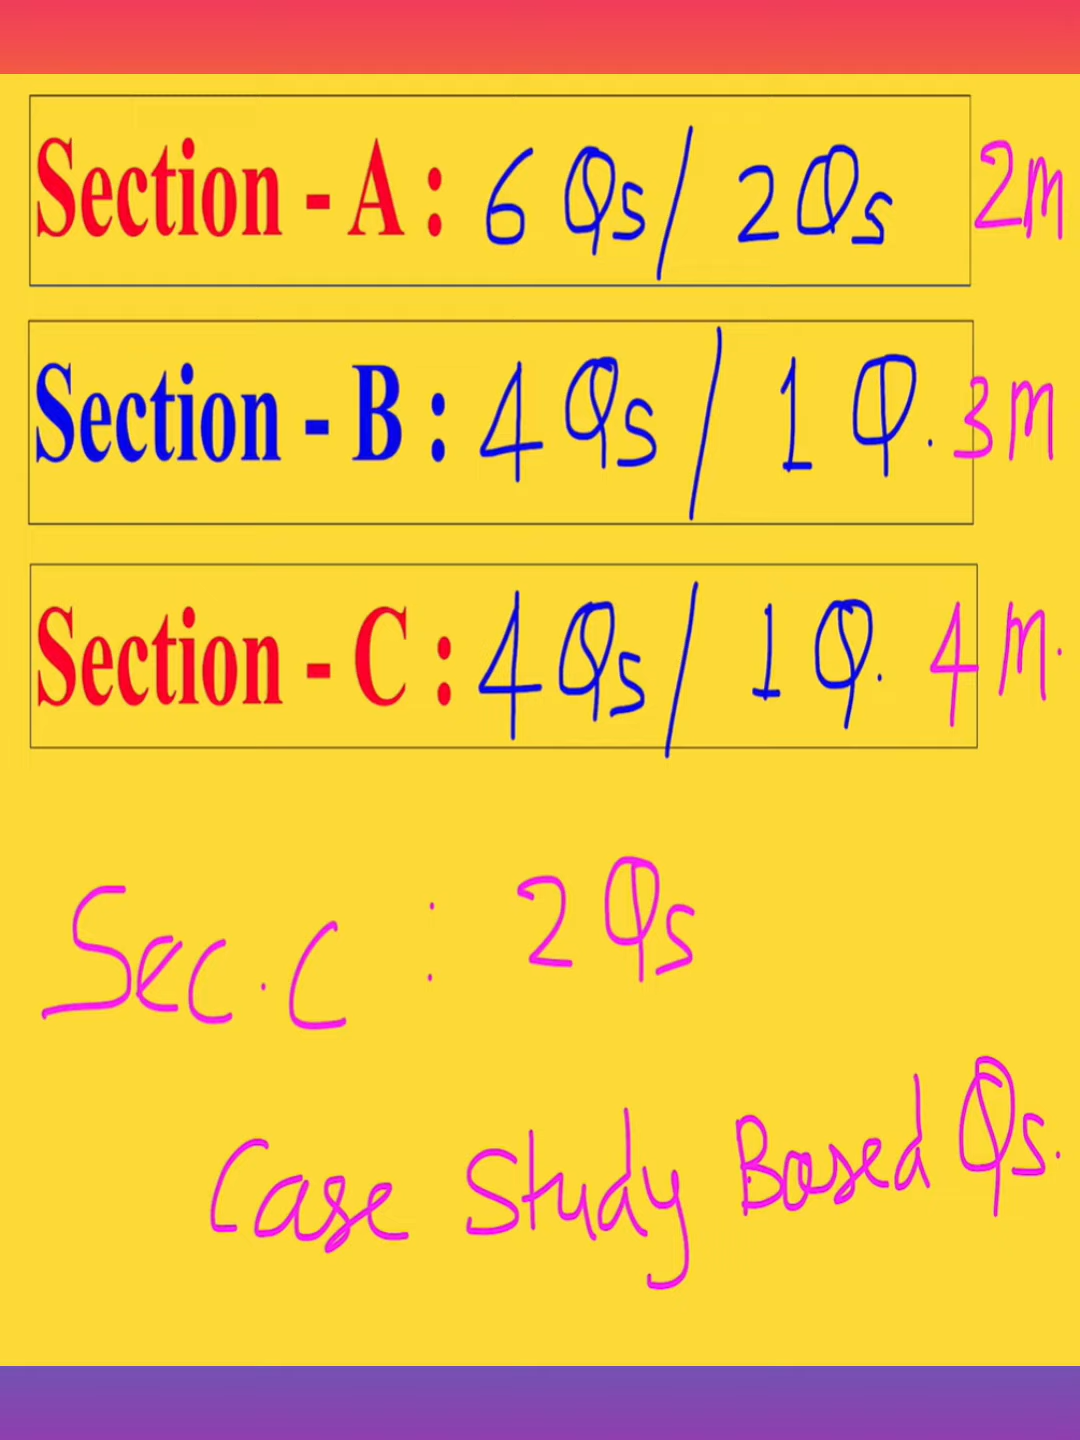 Section - A : 6 Qs / 2 Qs 2M
Section - B : 4 Qs / 1 Q. 3M
Section - C : 4 Qs / 1 Q. 4 M.
Sec. C : 2 Qs
Case Study Based Qs.